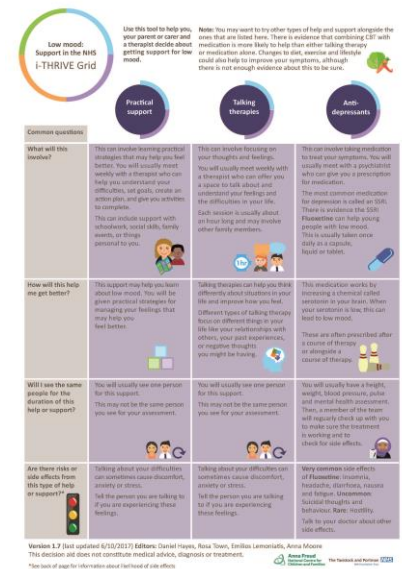 Low mood:
Support in the NHS
i-THRIVE Grid
Use this tool to help you,
your parent or carer and
a therapist decide about
getting support for low
mood.
Note: You may want to try other types of help and support alongside the
ones that are listed here. There is evidence that combining CBT with
medication is more likely to help than either talking therapy
or medication alone. Changes to diet, exercise and lifestyle
could also help to improve your symptoms, although
there is not enough evidence about this to be sure.
Practical
support
Talking
therapies
Anti-
depressants
Common questions
What will this
involve?
This can involve learning practical
strategies that may help you feel
better. You will usually meet
weekly with a therapist who can
help you understand your
difficulties, set goals, create an
action plan, and give you activities
to complete.
This can include support with
schoolwork, social skills, family
events, or things
personal to you.
This can involve focusing on
your thoughts and feelings.
You will usually meet weekly with
a therapist who can offer you
a space to talk about and
understand your feelings and
the difficulties in your life.
Each session is usually about
an hour long and may involve
other family members.
1hr
This can involve taking medication
to treat your symptoms. You will
usually meet with a psychiatrist
who can give you a prescription
for medication.
The most common medication
for depression is called an SSRI.
There is evidence the SSRI
Fluoxetine can help young
people with low mood.
This is usually taken once
daily as a capsule,
liquid or tablet.
How will this help
me get better?
This support may help you learn
about low mood. You will be
given practical strategies for
managing your feelings that
may help you
feel better.
Talking therapies can help you think
differently about situations in your
life and improve how you feel.
Different types of talking therapy
focus on different things in your
life like your relationships with
others, your past experiences,
or negative thoughts
you might be having.
This medication works by
increasing a chemical called
serotonin in your brain. When
your serotonin is low, this can
lead to low mood.
These are often prescribed after
a course of therapy
or alongside a
course of therapy.
Will I see the same
people for the
duration of this
help or support?
You will usually see one person
for this support.
This may not be the same person
you see for your assessment.
You will usually see one person
for this support.
This may not be the same person
you see for your assessment.
You will usually have a height,
weight, blood pressure, pulse
and mental health assessment.
Then, a member of the team
will regularly check up with you
to make sure the treatment
is working and to
check for side effects.
Are there risks or
side effects from
this type of help
or support?*
Talking about your difficulties
can sometimes cause discomfort,
anxiety or stress.
Tell the person you are talking to
if you are experiencing these
feelings.
Talking about your difficulties can
sometimes cause discomfort,
anxiety or stress.
Tell the person you are talking to
if you are experiencing
these feelings.
Very common side effects
of Fluoxetine: Insomnia,
headache, diarrhoea, nausea
and fatigue. Uncommon:
Suicidal thoughts and
behaviour. Rare: Hostility.
Talk to your doctor about other
side effects.
Version 1.7 (last updated 6/10/2017) Editors: Daniel Hayes, Rosa Town, Emilios Lemoniatis, Anna Moore
This decision aid does not constitute medical advice, diagnosis or treatment.
*See back of page for information about likelihood of side effects
Anna Freud
National Centre for
Children and Families
The Tavistock and Portman